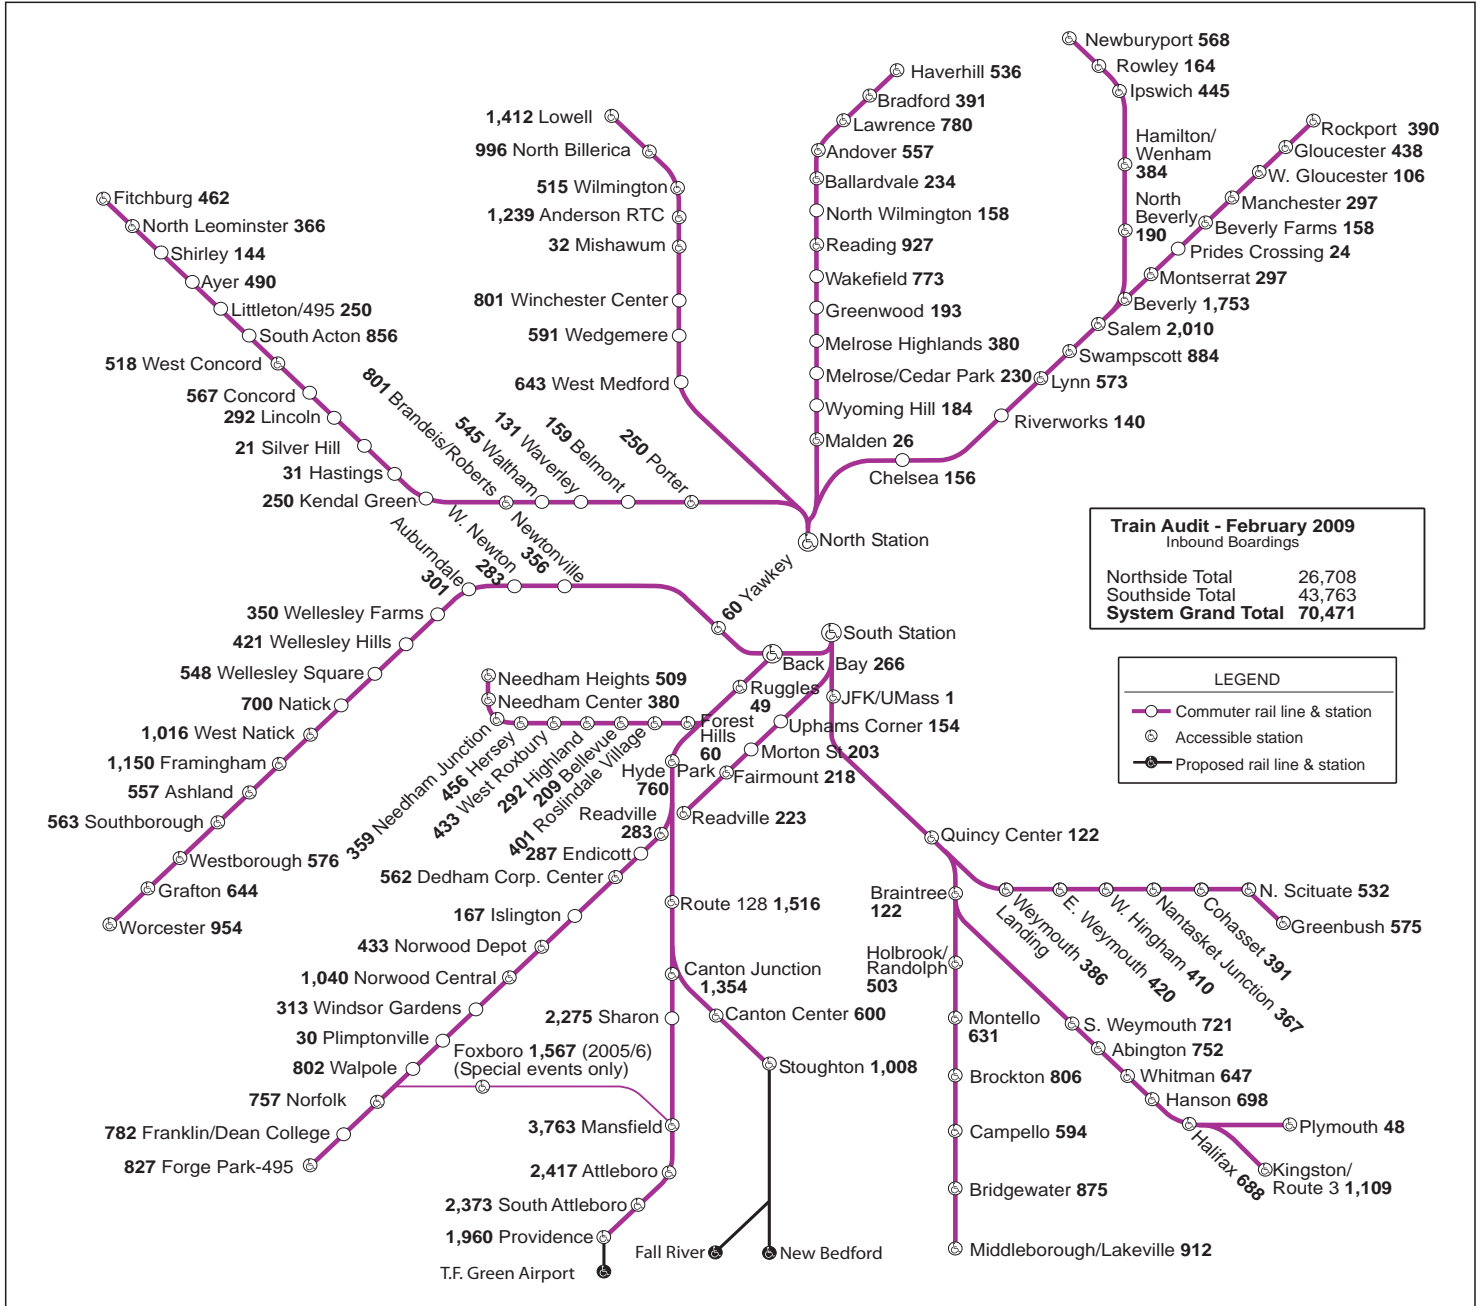 Newburyport 568
Rowley 164
Ipswich 445
Hamilton/
Wenham
384
North
Beverly
190
Rockport 390
Gloucester 438
W. Gloucester 106
Manchester 297
Beverly Farms 158
Prides Crossing 24
Montserrat 297
Beverly 1,753
Salem 2,010
Swampscott 884
Lynn 573
Riverworks 140
Chelsea 156
Haverhill 536
Bradford 391
Lawrence 780
Andover 557
Ballardvale 234
North Wilmington 158
Reading 927
Wakefield 773
Greenwood 193
Melrose Highlands 380
Melrose/Cedar Park 230
Wyoming Hill 184
Malden 26
1,412 Lowell
996 North Billerica
515 Wilmington
1,239 Anderson RTC
32 Mishawum
801 Winchester Center
591 Wedgemere
643 West Medford
Fitchburg 462
North Leominster 366
Shirley 144
Ayer 490
Littleton/495 250
South Acton 856
518 West Concord
567 Concord
292 Lincoln
21 Silver Hill
31 Hastings
250 Kendal Green
801 Brandeis/Roberts
545 Waltham
131 Waverley
159 Belmont
250 Porter
North Station
Train Audit - February 2009
Inbound Boardings
Northside Total 26,708
Southside Total 43,763
System Grand Total 70,471
LEGEND
Commuter rail line & station
Accessible station
Proposed rail line & station
Auburndale
301
W. Newton
283
Newtonville
356
60 Yawkey
350 Wellesley Farms
421 Wellesley Hills
548 Wellesley Square
700 Natick
1,016 West Natick
1,150 Framingham
557 Ashland
563 Southborough
Westborough 576
Grafton 644
Worcester 954
South Station
Back Bay 266
Ruggles
49
JFK/UMass 1
Needham Heights 509
Needham Center 380
359 Needham Junction
456 Hersey
433 West Roxbury
292 Highland
209 Bellevue
401 Roslindale Village
Forest
Hills
60
Uphams Corner 154
Morton St 203
Fairmount 218
Readville 223
Hyde Park
760
Readville
283
287 Endicott
562 Dedham Corp. Center
167 Islington
433 Norwood Depot
1,040 Norwood Central
313 Windsor Gardens
30 Plimptonville
802 Walpole
Foxboro 1,567 (2005/6)
(Special events only)
757 Norfolk
782 Franklin/Dean College
827 Forge Park-495
Route 128 1,516
Canton Junction
1,354
Canton Center 600
Stoughton 1,008
2,275 Sharon
3,763 Mansfield
2,417 Attleboro
2,373 South Attleboro
1,960 Providence
T.F. Green Airport
Fall River
New Bedford
Quincy Center 122
Braintree
122
Holbrook/
Randolph
503
Montello
631
Brockton 806
Campello 594
Bridgewater 875
Middleborough/Lakeville 912
Weymouth
Landing 386
E. Weymouth 420
W. Hingham 410
Nantasket Junction 367
Cohasset 391
N. Scituate 532
Greenbush 575
S. Weymouth 721
Abington 752
Whitman 647
Hanson 698
Halifax 688
Plymouth 48
Kingston/
Route 3 1,109